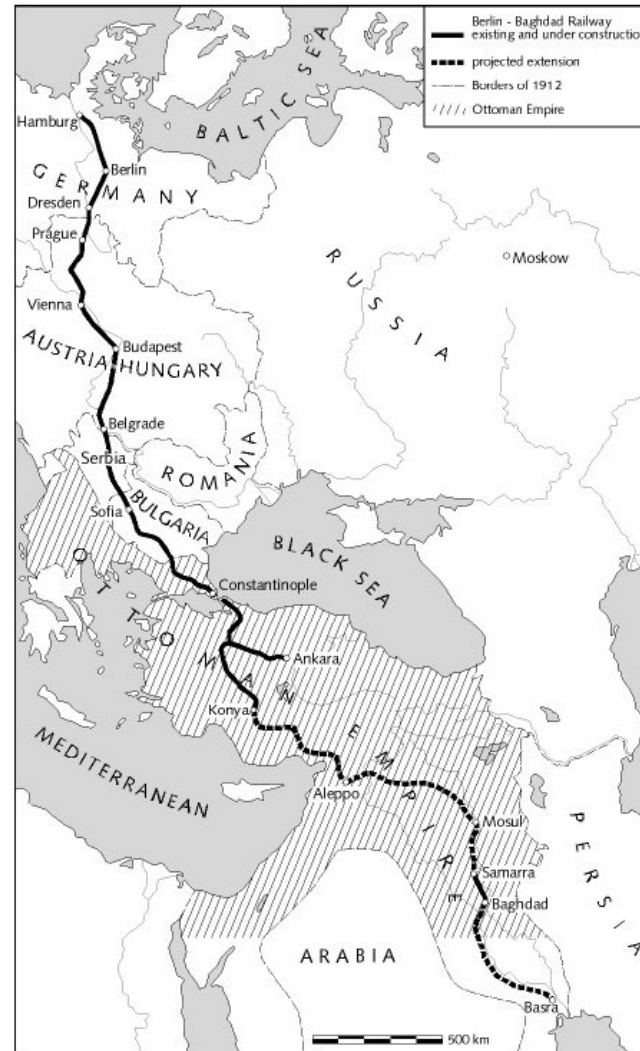 Berlin - Baghdad Railway
existing and under constructio
projected extension
Borders of 1912
Ottoman Empire
BALTIC SEA
Hamburg
Berlin
GERMANY
Dresden
Prague
Moskow
RUSSIA
Vienna
Budapest
AUSTRIA HUNGARY
Belgrade
ROMANIA
Serbia
BULGARIA
Sofia
BLACK SEA
Constantinople
OTTOMAN EMPIRE
Ankara
Konya
MEDITERRANEAN
Aleppo
Mosul
PERSIA
Samarra
Baghdad
ARABIA
Basra
500 km